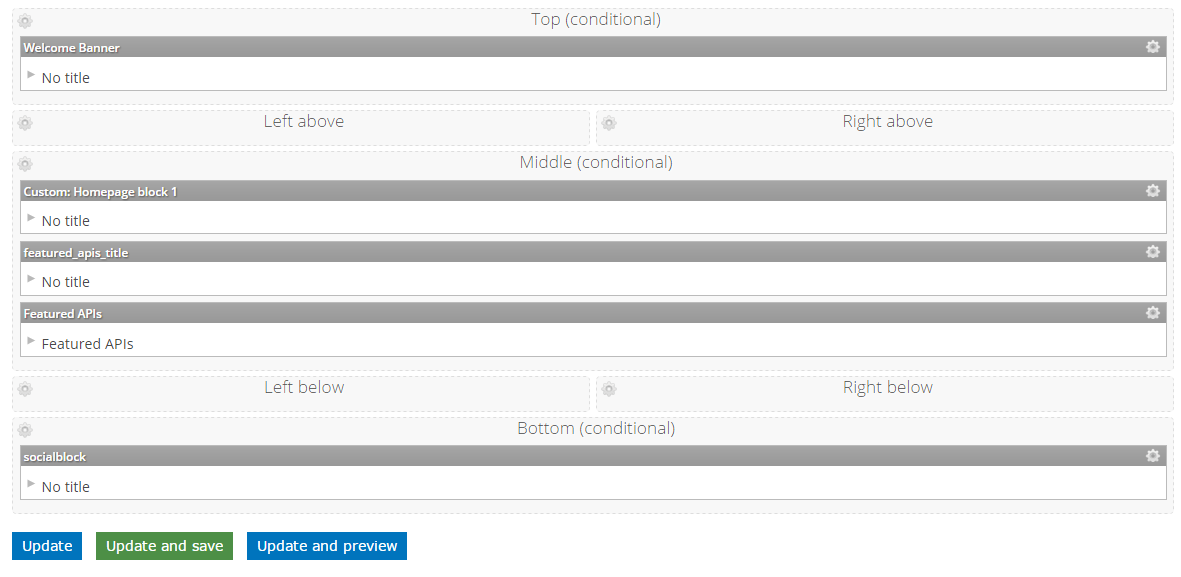 Top (conditional)
Welcome Banner
No title
Left above
Right above
Middle (conditional)
Custom: Homepage block 1
No title
featured_apis_title
No title
Featured APIs
Featured APIs
Left below
Right below
Bottom (conditional)
socialblock
No title
Update
Update and save
Update and preview